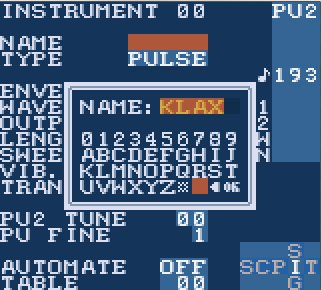 INSTRUMENT 00 PU2
NAME
TYPE PULSE
♪193
ENVE
WAVE 1
OUTP 2
LENG W
SWEE N
VIB.
TRAN
NAME: KLAX
0123456789
ABCDEFGHIJ
KLMNOPQRST
UVWXYZ OK
PU2 TUNE 00
PU FINE 1
S
AUTOMATE OFF SCPIT
TABLE 00 G